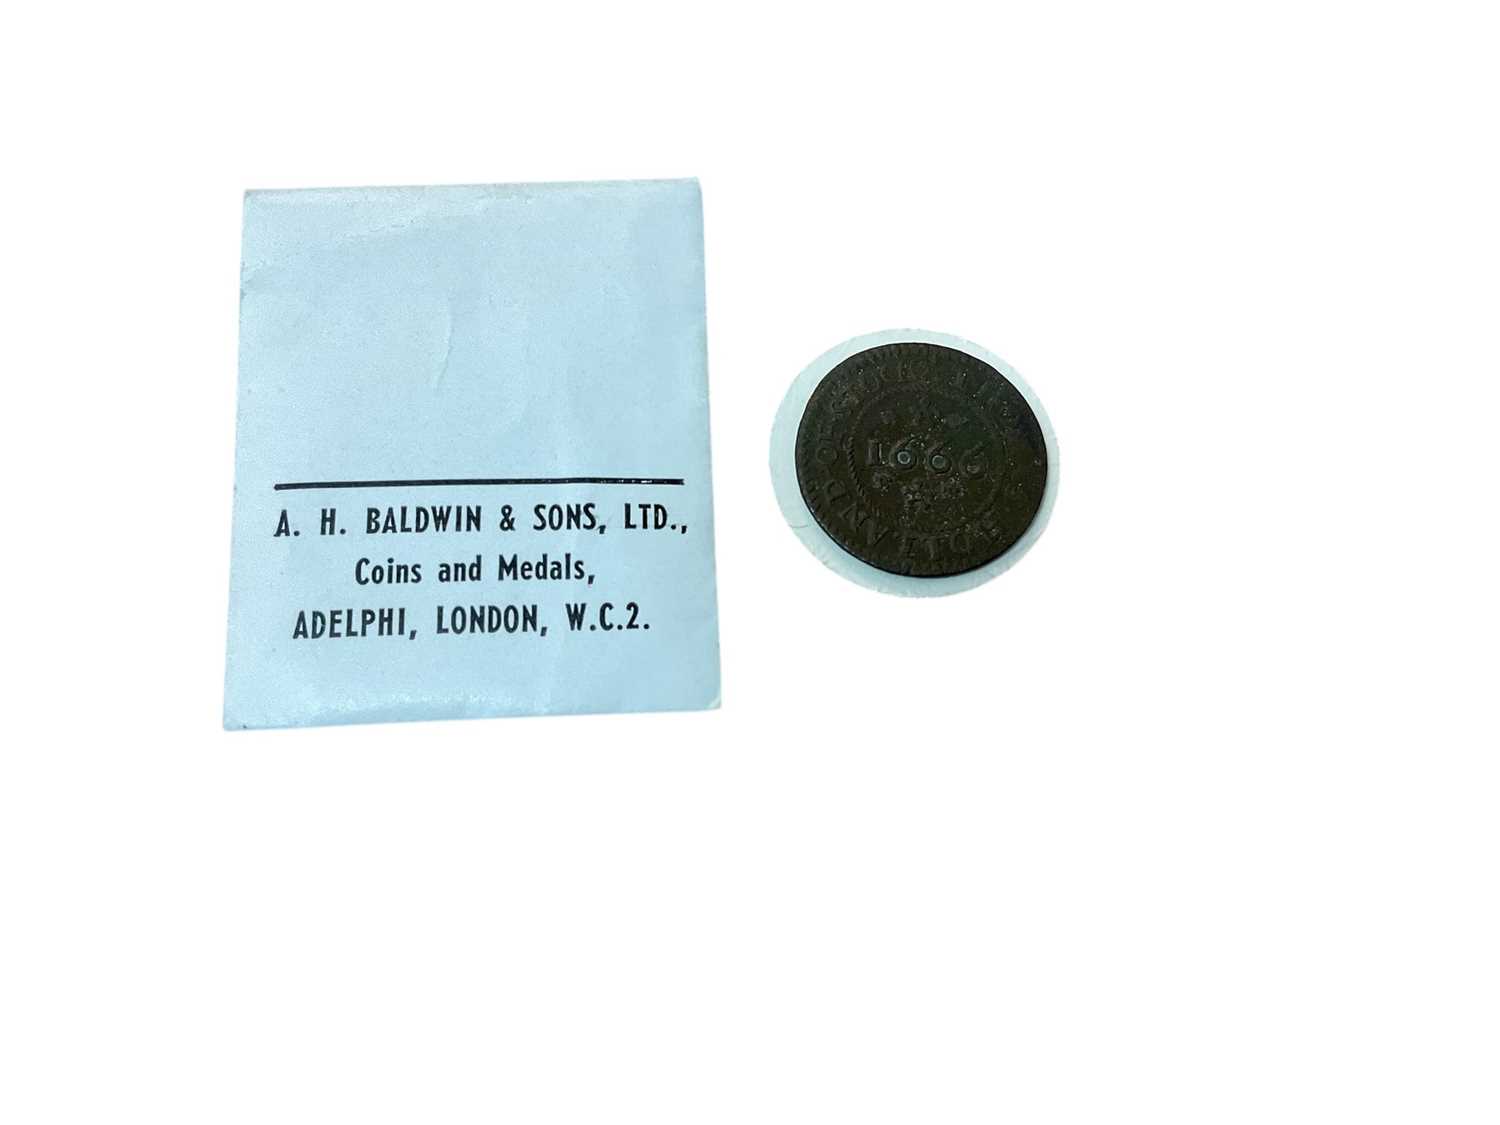 A. H. BALDWIN & SONS, LTD.,
Coins and Medals,
ADELPHI, LONDON, W.C.2.
1666